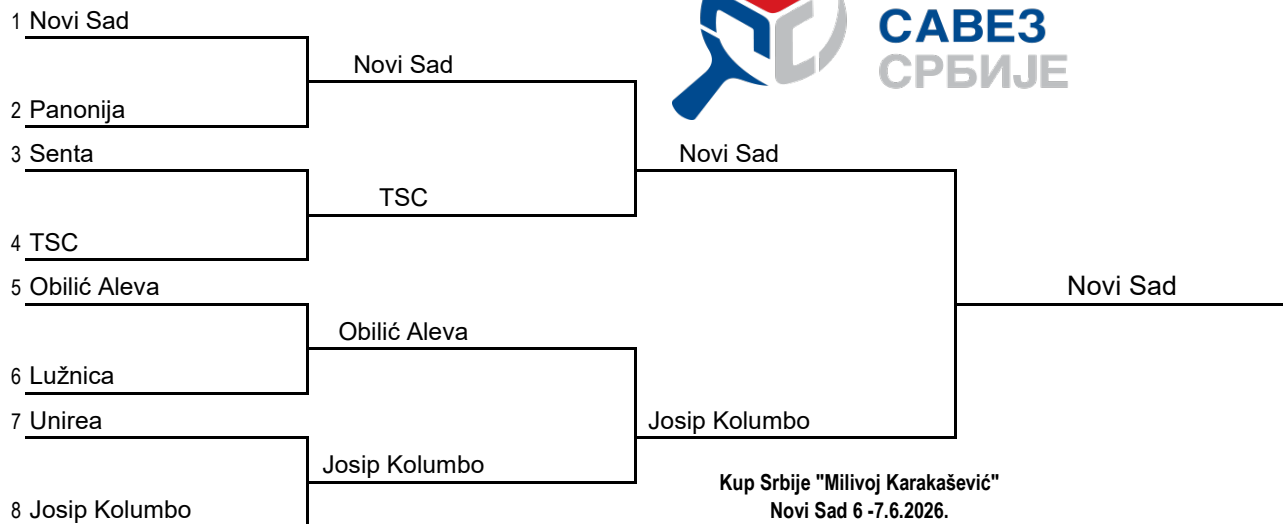 1 Novi Sad
САВЕЗ
СРБИЈЕ
Novi Sad
2 Panonija
3 Senta
Novi Sad
TSC
4 TSC
5 Obilić Aleva
Novi Sad
Obilić Aleva
6 Lužnica
7 Unirea
Josip Kolumbo
Josip Kolumbo
8 Josip Kolumbo
Kup Srbije "Milivoj Karakašević"
Novi Sad 6 -7.6.2026.